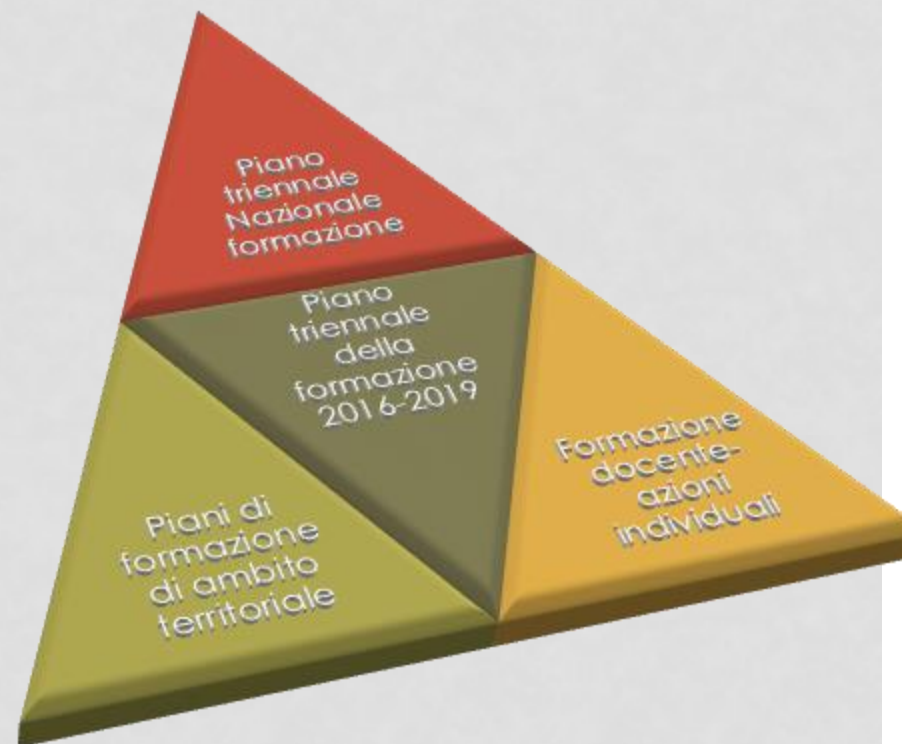 Piano
triennale
Nazionale
formazione
Piano
triennale
della
formazione
2016-2019
Piani di
formazione
di ambito
territoriale
Formazione
docente-
azioni
individuali